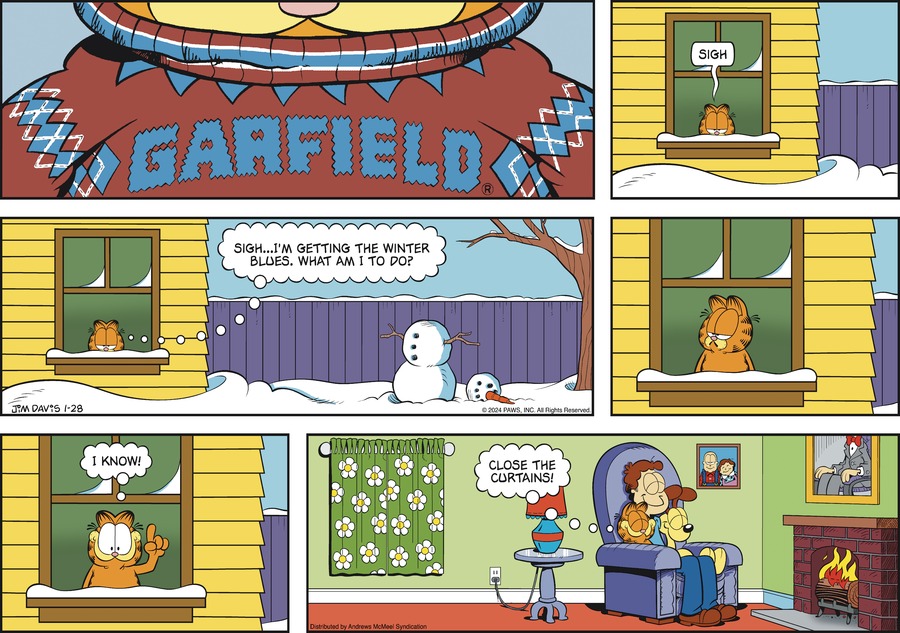 GARFIELD
®
SIGH
SIGH...I'M GETTING THE WINTER
BLUES. WHAT AM I TO DO?
JIM DAVIS 1-28
© 2024 PAWS, INC. All Rights Reserved.
I KNOW!
CLOSE THE
CURTAINS!
Distributed by Andrews McMeel Syndication